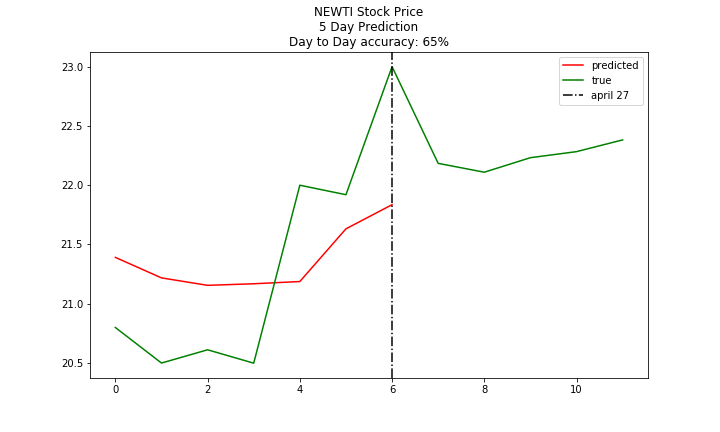 NEWTI Stock Price
5 Day Prediction
Day to Day accuracy: 65%
predicted
true
april 27
23.0
22.5
22.0
21.5
21.0
20.5
0 2 4 6 8 10